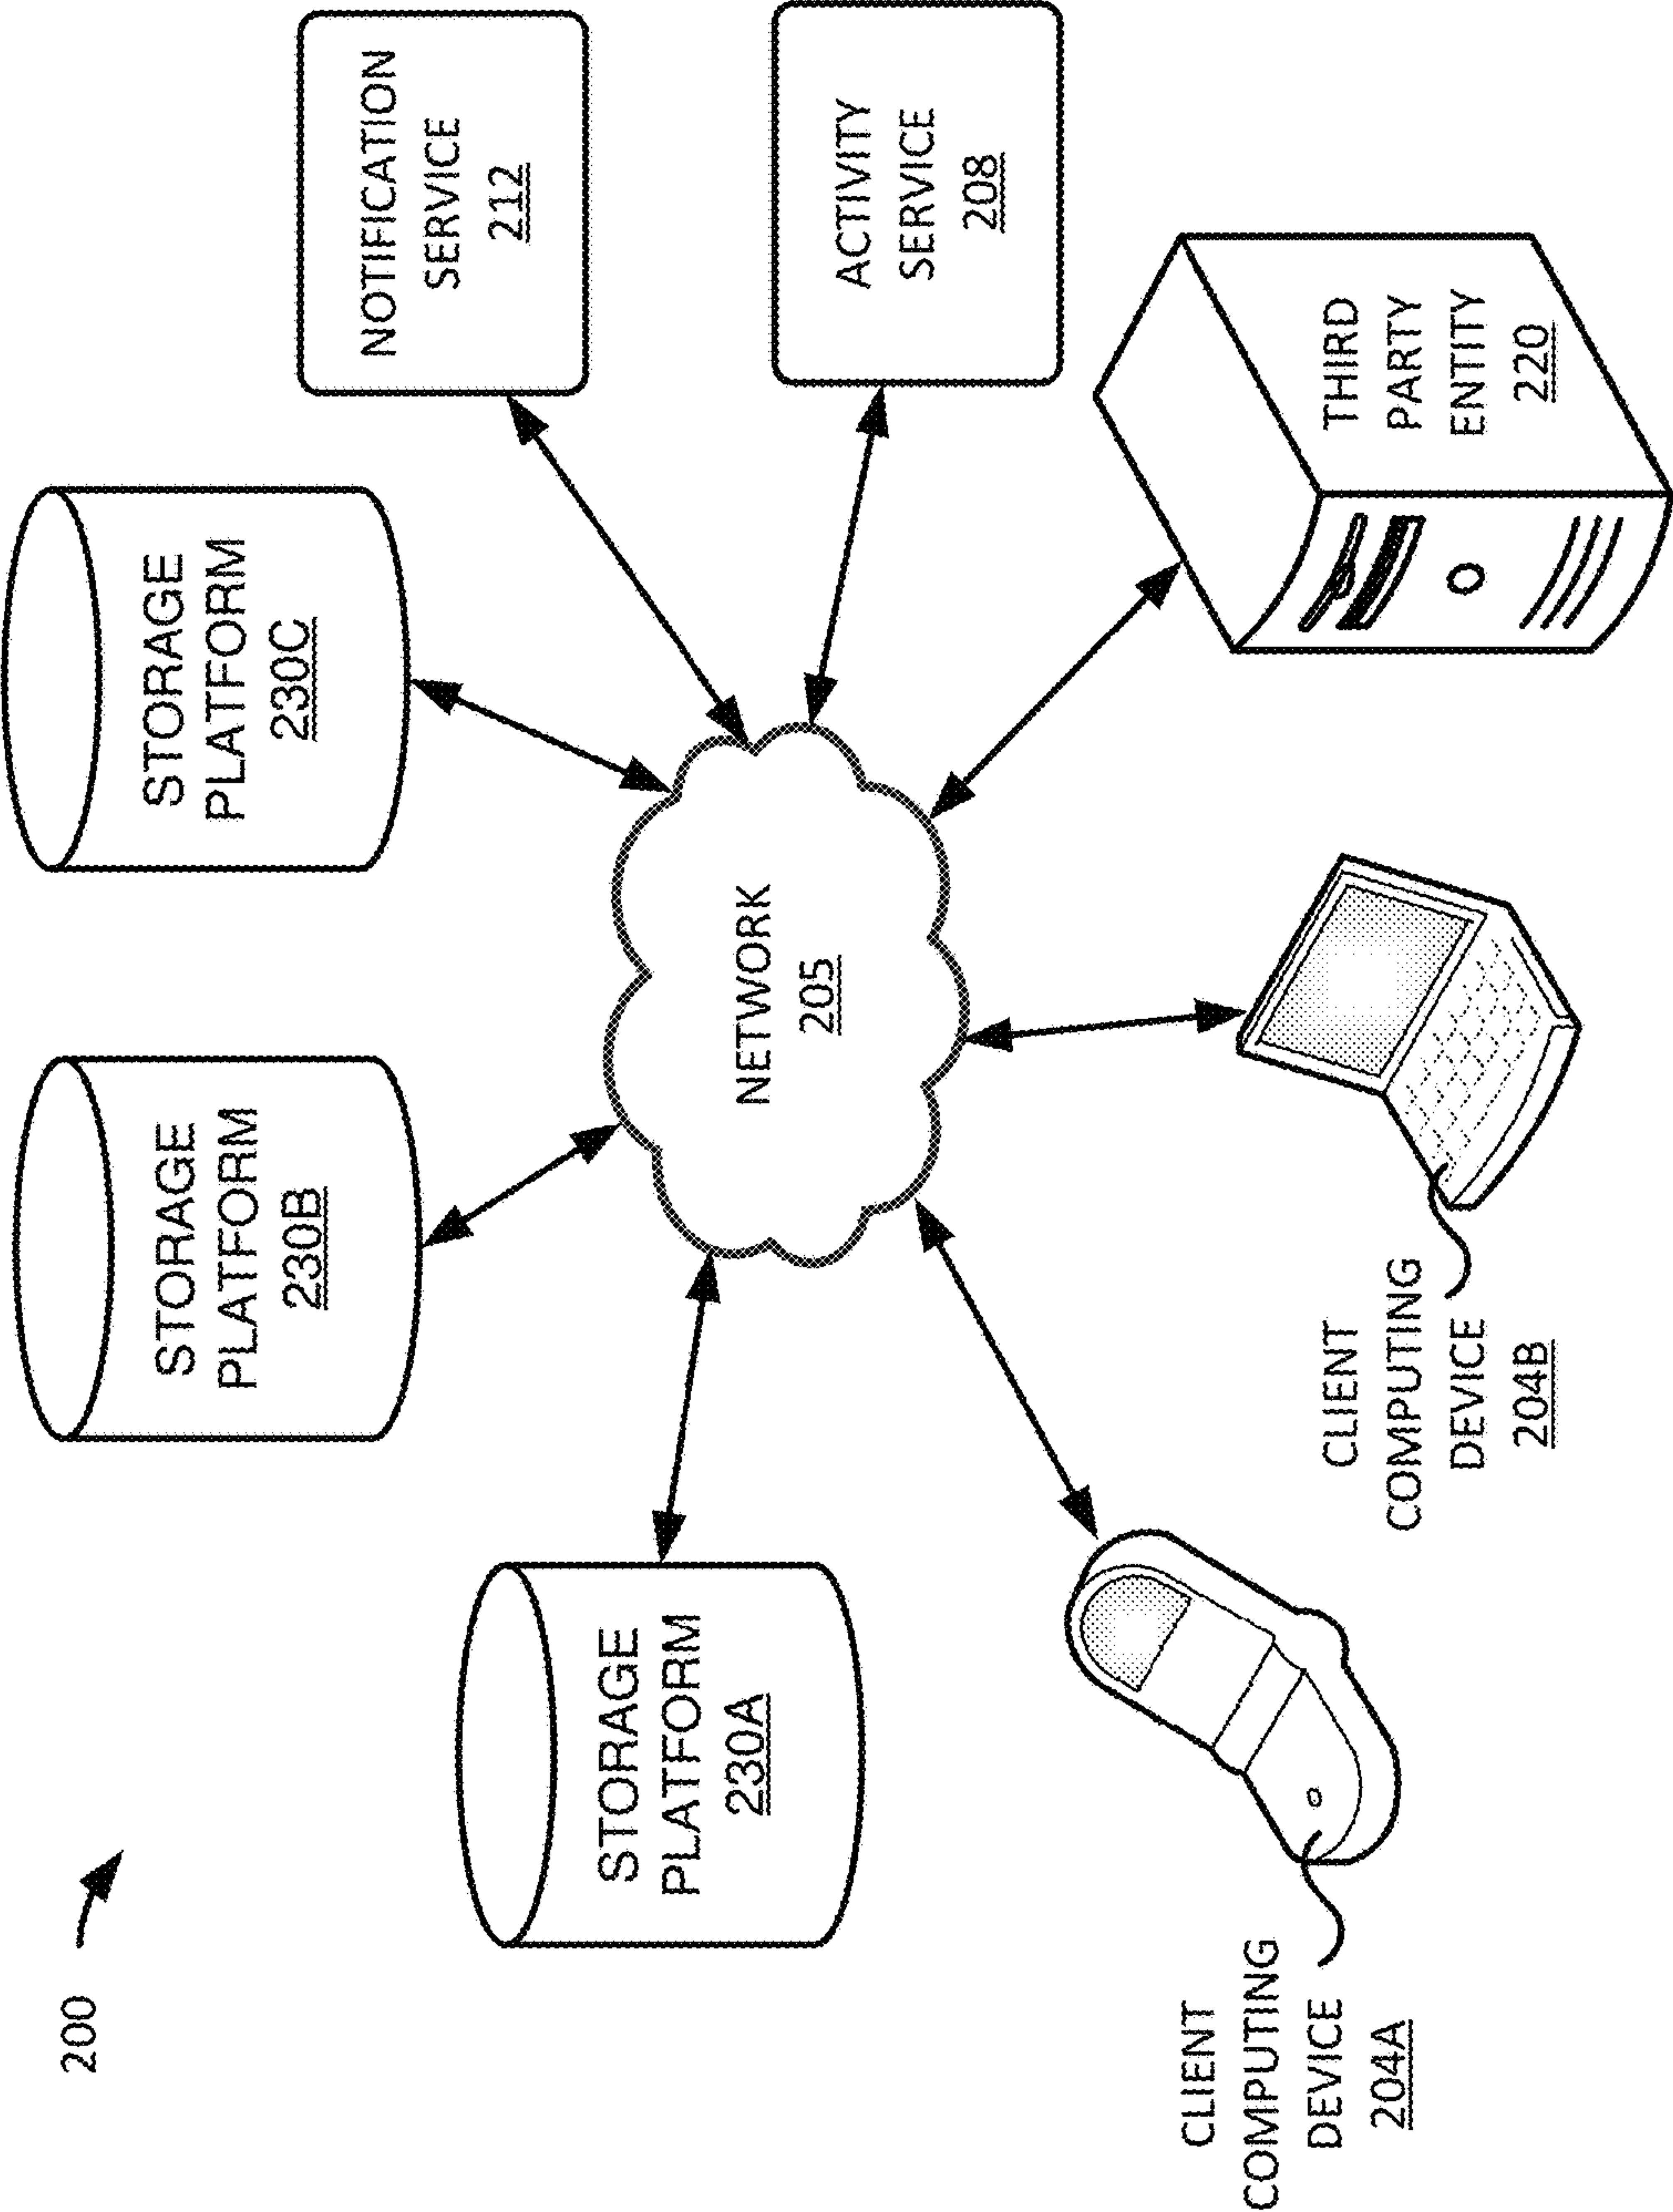 200
STORAGE
PLATFORM
230A
STORAGE
PLATFORM
230B
STORAGE
PLATFORM
230C
NOTIFICATION
SERVICE
212
NETWORK
205
ACTIVITY
SERVICE
208
CLIENT
COMPUTING
DEVICE
204A
CLIENT
COMPUTING
DEVICE
204B
THIRD
PARTY
ENTITY
220